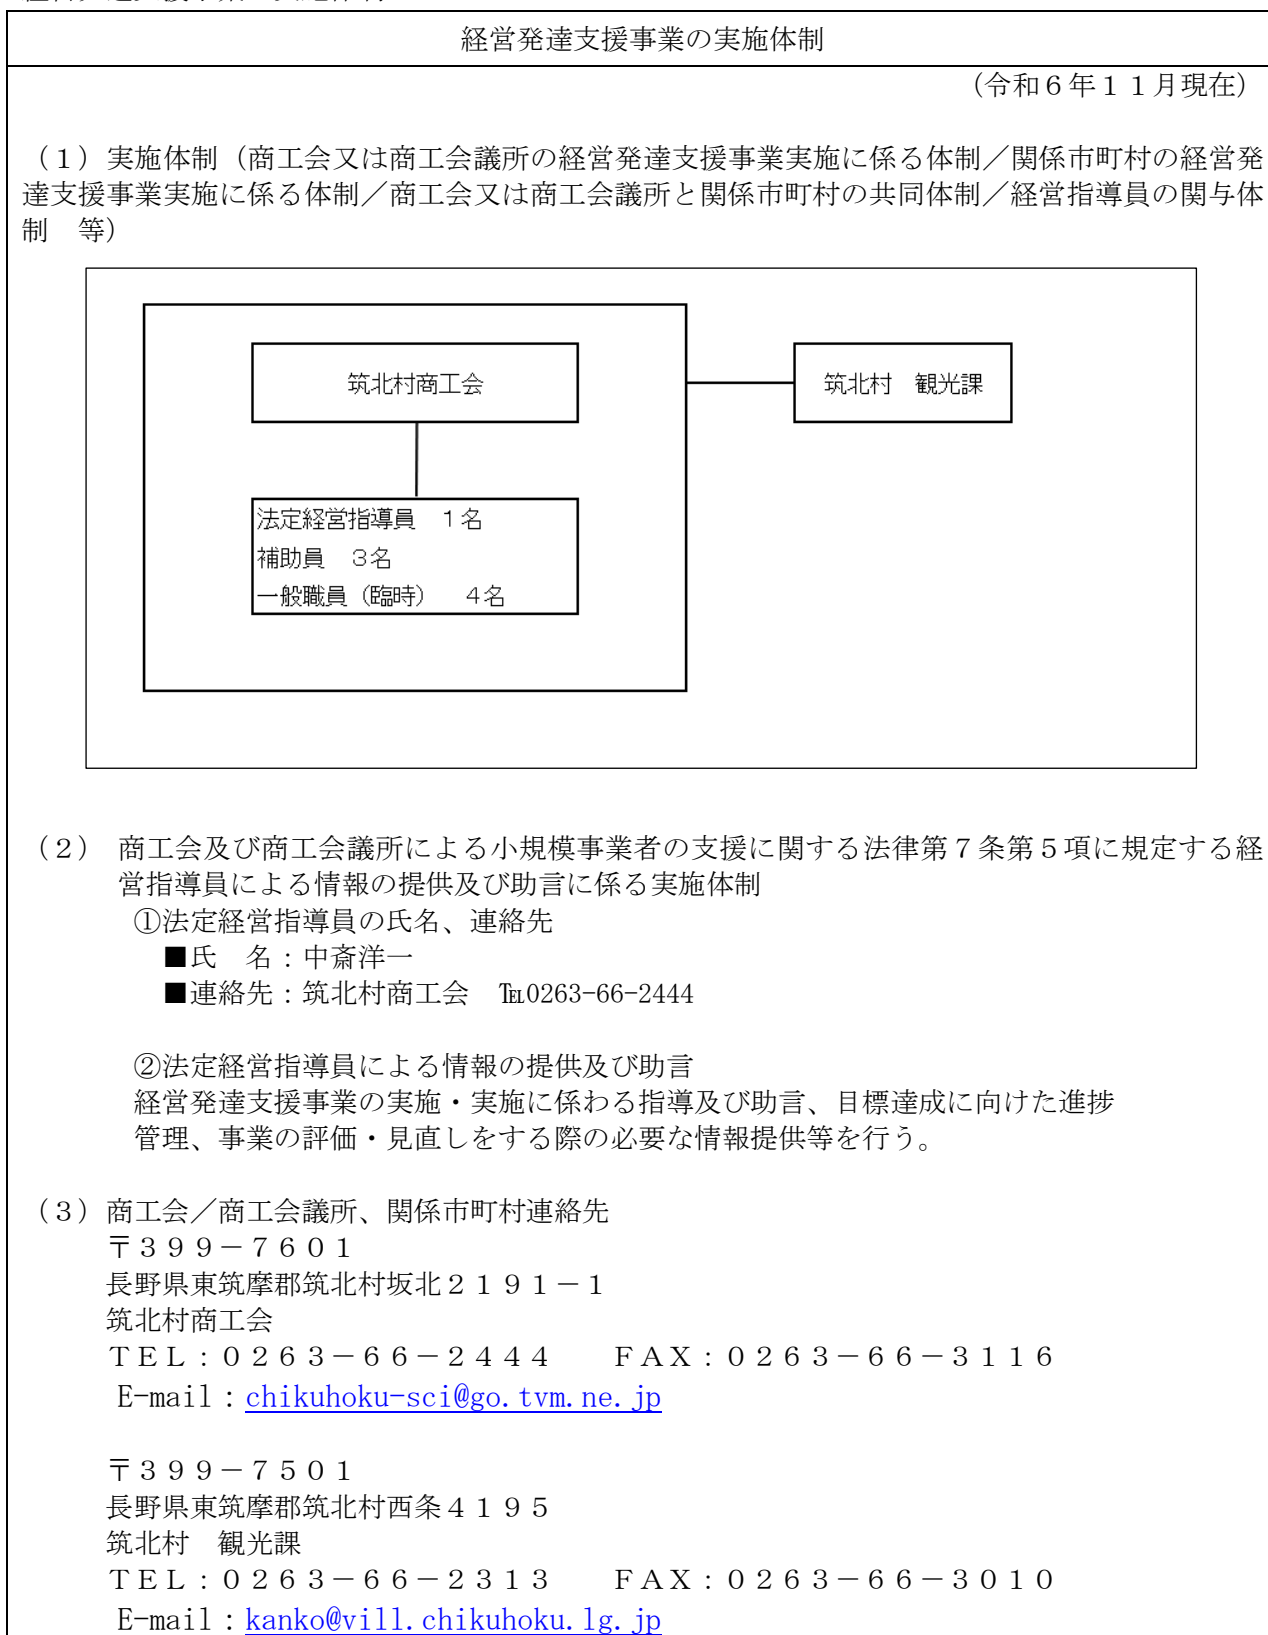 経営発達支援事業の実施体制
（令和６年１１月現在）
（１）実施体制（商工会又は商工会議所の経営発達支援事業実施に係る体制／関係市町村の経営発
達支援事業実施に係る体制／商工会又は商工会議所と関係市町村の共同体制／経営指導員の関与体
制　等）
筑北村商工会
筑北村　観光課
法定経営指導員　１名
補助員　３名
一般職員（臨時）　４名
（２）　商工会及び商工会議所による小規模事業者の支援に関する法律第７条第５項に規定する経
営指導員による情報の提供及び助言に係る実施体制
①法定経営指導員の氏名、連絡先
■氏　名：中斎洋一
■連絡先：筑北村商工会　℡0263-66-2444
②法定経営指導員による情報の提供及び助言
経営発達支援事業の実施・実施に係わる指導及び助言、目標達成に向けた進捗
管理、事業の評価・見直しをする際の必要な情報提供等を行う。
（３）商工会／商工会議所、関係市町村連絡先
〒３９９－７６０１
長野県東筑摩郡筑北村坂北２１９１－１
筑北村商工会
ＴＥＬ：０２６３－６６－２４４４　　ＦＡＸ：０２６３－６６－３１１６
E-mail：chikuhoku-sci@go.tvm.ne.jp
〒３９９－７５０１
長野県東筑摩郡筑北村西条４１９５
筑北村　観光課
ＴＥＬ：０２６３－６６－２３１３　　ＦＡＸ：０２６３－６６－３０１０
E-mail：kanko@vill.chikuhoku.lg.jp